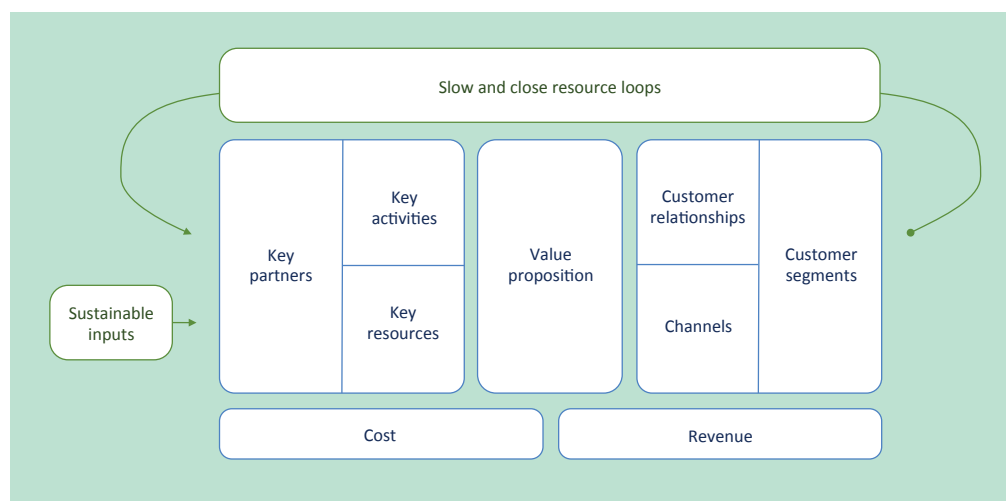 Slow and close resource loops
Key
partners
Key
activities
Key
resources
Value
proposition
Customer
relationships
Channels
Customer
segments
Sustainable
inputs
Cost
Revenue